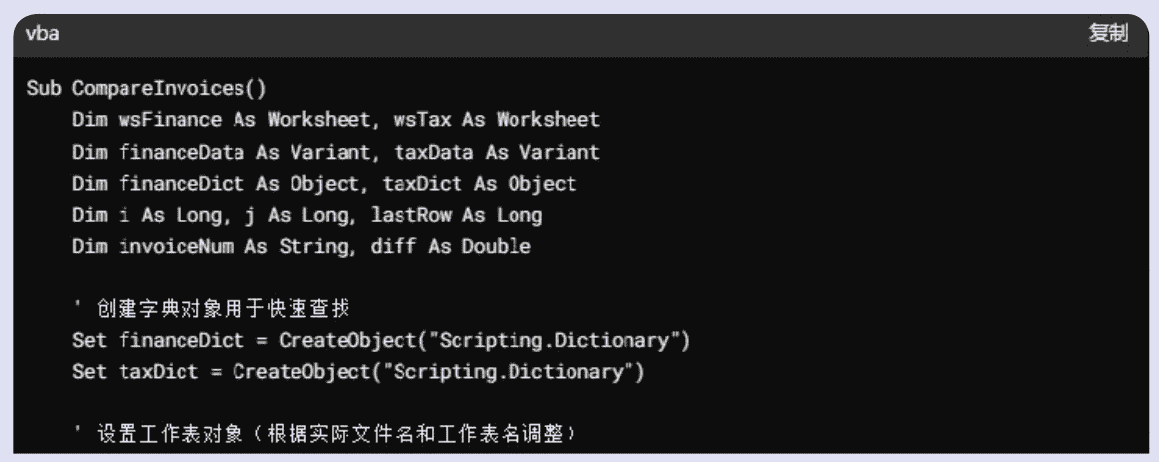 vba
复制
Sub CompareInvoices()
Dim wsFinance As Worksheet, wsTax As Worksheet
Dim financeData As Variant, taxData As Variant
Dim financeDict As Object, taxDict As Object
Dim i As Long, j As Long, lastRow As Long
Dim invoiceNum As String, diff As Double
' 创建字典对象用于快速查找
Set financeDict = CreateObject("Scripting.Dictionary")
Set taxDict = CreateObject("Scripting.Dictionary")
' 设置工作表对象（根据实际文件名和工作表名调整）